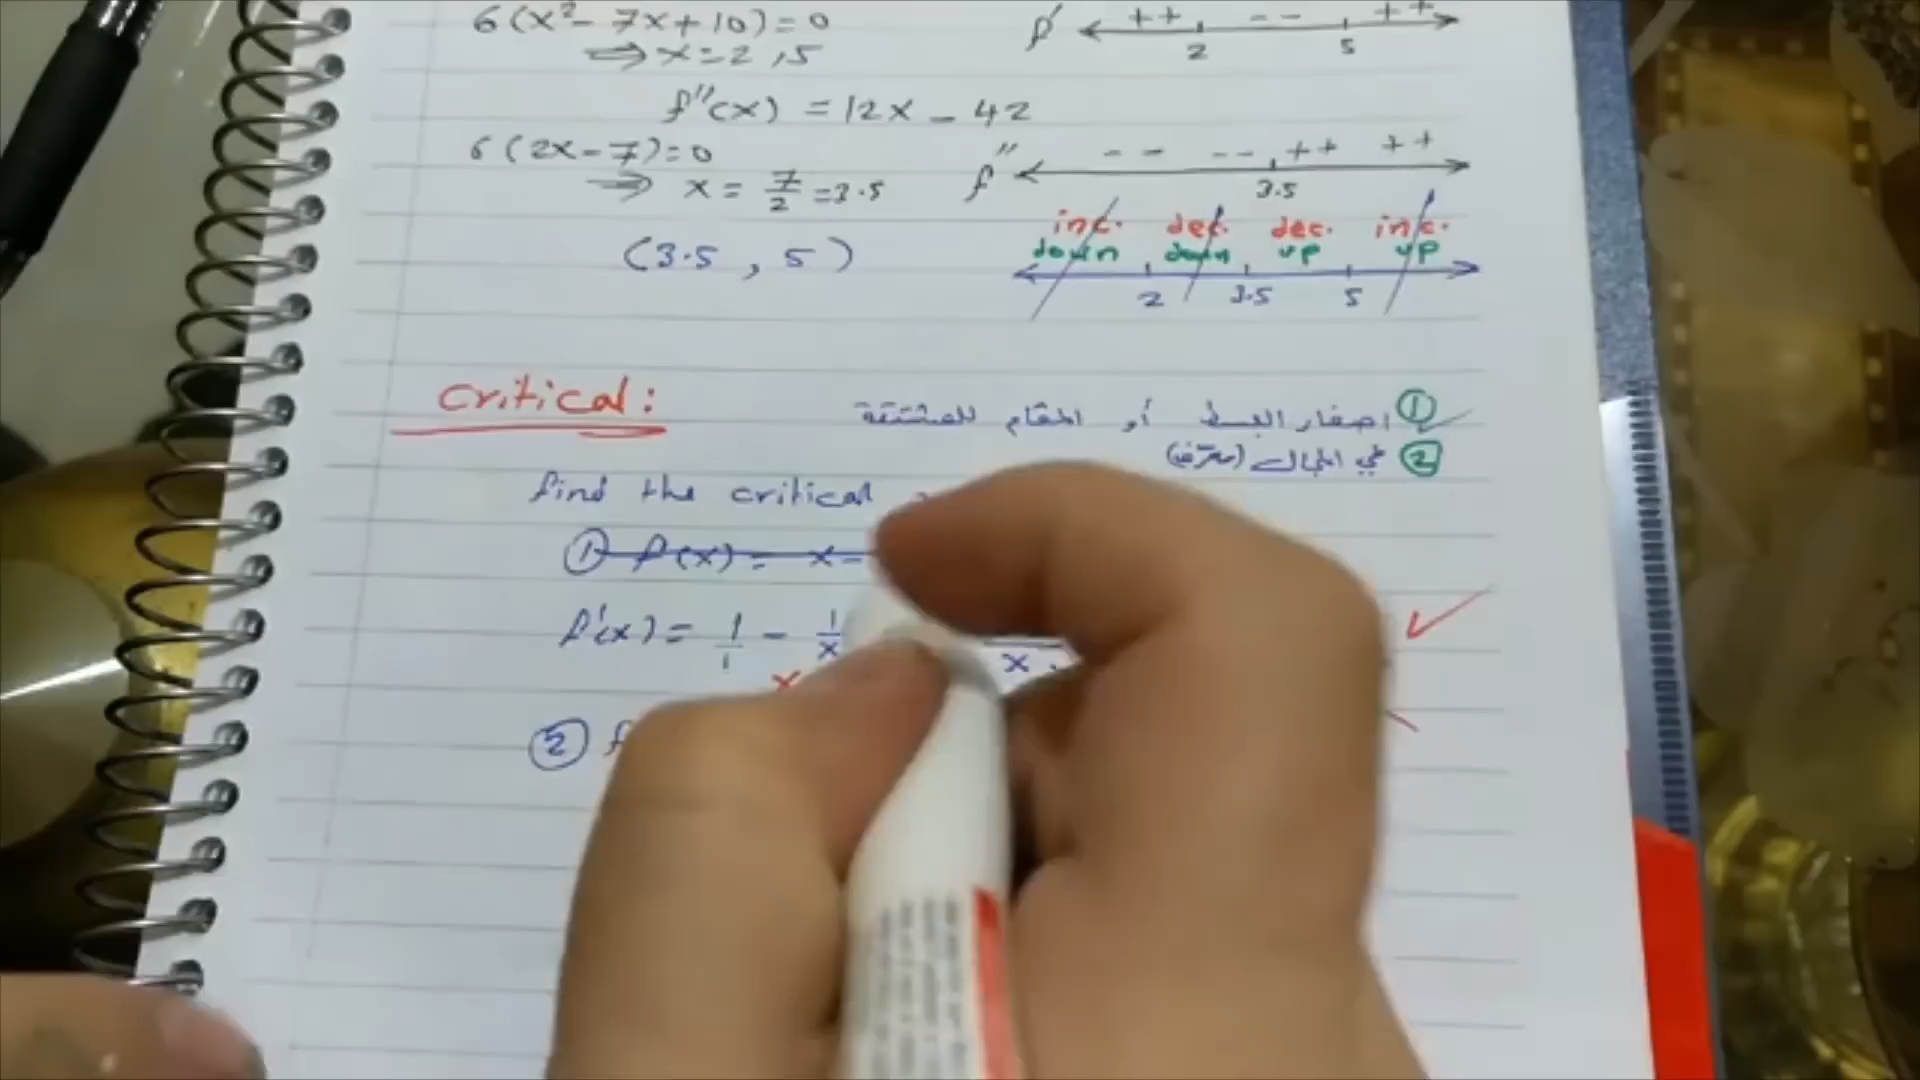 6(x² - 7x + 10) = 0
⇒ x = 2 , 5
f' ++ -- ++
2 5
f''(x) = 12x - 42
6(2x - 7) = 0
⇒ x = 7/2 = 3.5
f'' -- -- ++ ++
3.5
(3.5 , 5)
inc. dec. dec. inc.
down down up up
2 3.5 5
critical:
① اصفار البسط أو المقام للمشتقة
② في المجال (معرّف)
find the critical
① f(x) = x -
f'(x) = 1/1 - 1/x
x
x
② f